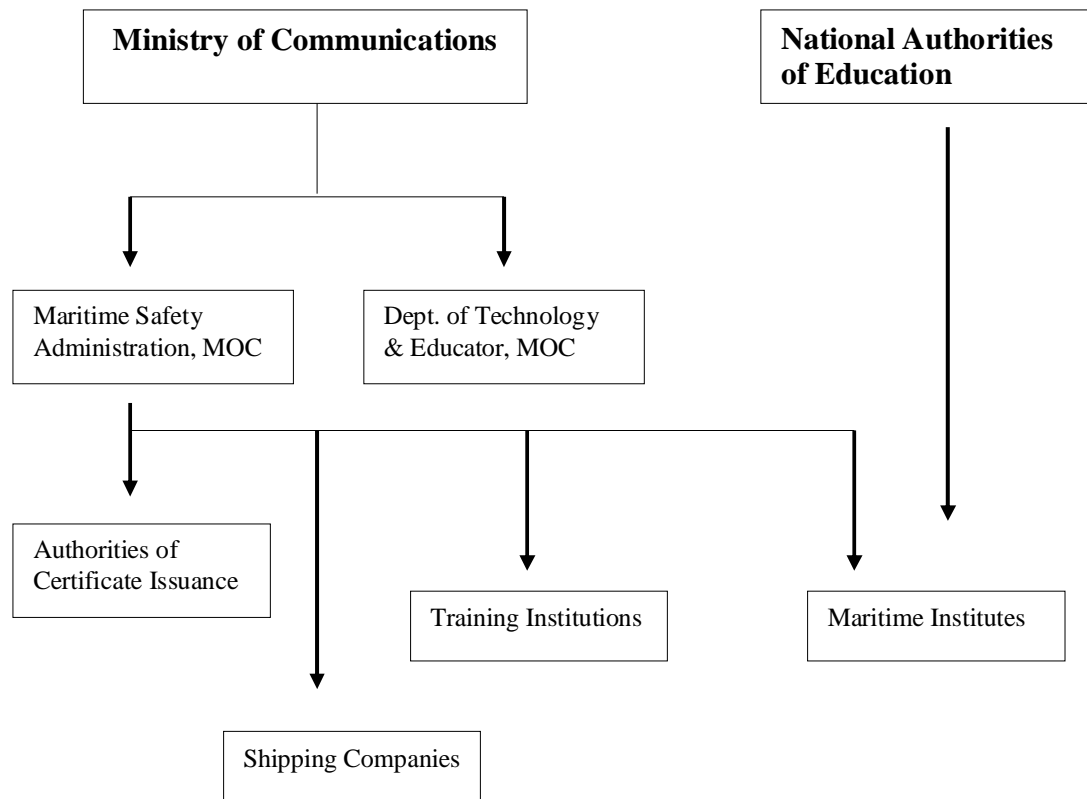 Ministry of Communications
National Authorities
of Education
Maritime Safety
Administration, MOC
Dept. of Technology
& Educator, MOC
Authorities of
Certificate Issuance
Training Institutions
Maritime Institutes
Shipping Companies